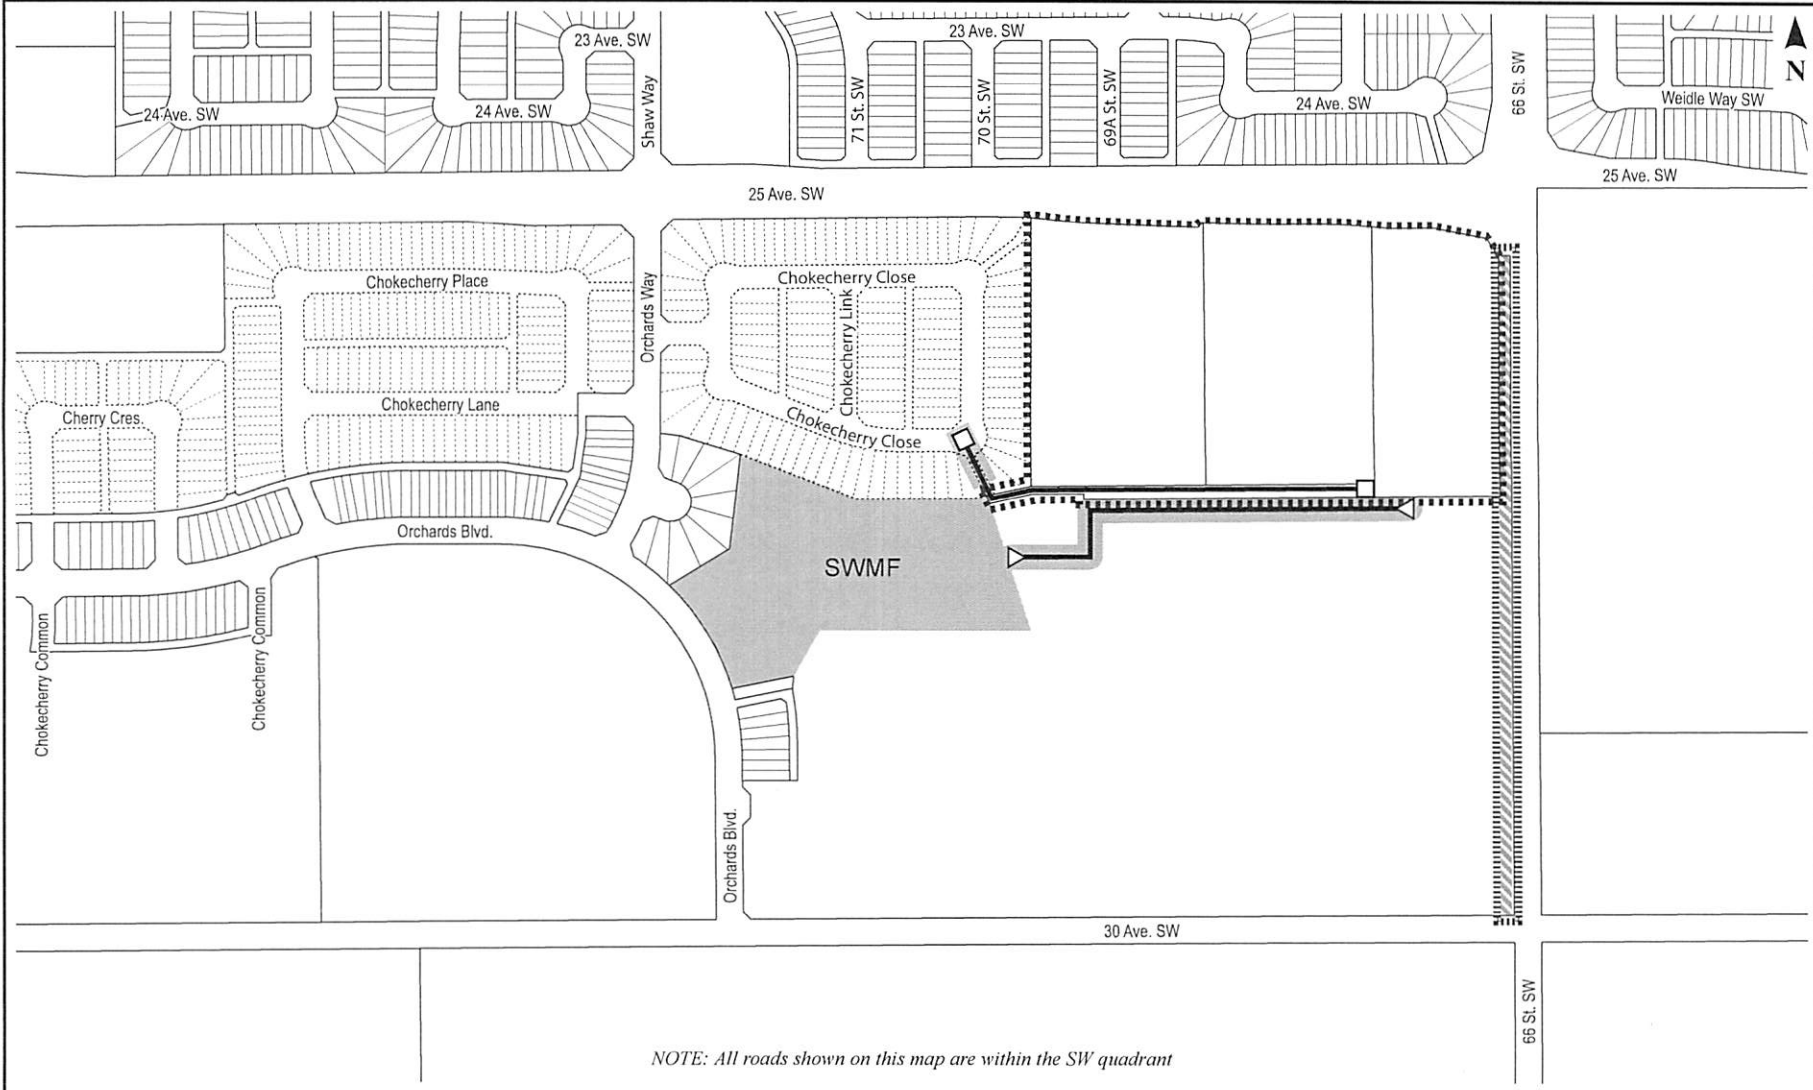 23 Ave. SW
23 Ave. SW
N
24 Ave. SW
24 Ave. SW
Shaw Way
71 St. SW
70 St. SW
69A St. SW
24 Ave. SW
66 St. SW
Weidle Way SW
25 Ave. SW
25 Ave. SW
Chokecherry Place
Orchards Way
Chokecherry Close
Chokecherry Link
Cherry Cres.
Chokecherry Lane
Chokecherry Close
Orchards Blvd.
SWMF
Chokecherry Common
Chokecherry Common
Orchards Blvd.
30 Ave. SW
66 St. SW
NOTE: All roads shown on this map are within the SW quadrant